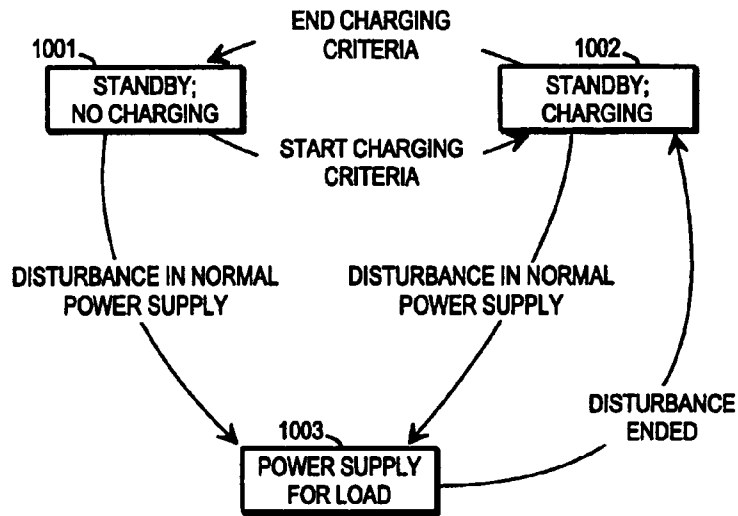 END CHARGING
CRITERIA
1001
STANDBY;
NO CHARGING
1002
STANDBY;
CHARGING
START CHARGING
CRITERIA
DISTURBANCE IN NORMAL
POWER SUPPLY
DISTURBANCE IN NORMAL
POWER SUPPLY
DISTURBANCE
ENDED
1003
POWER SUPPLY
FOR LOAD